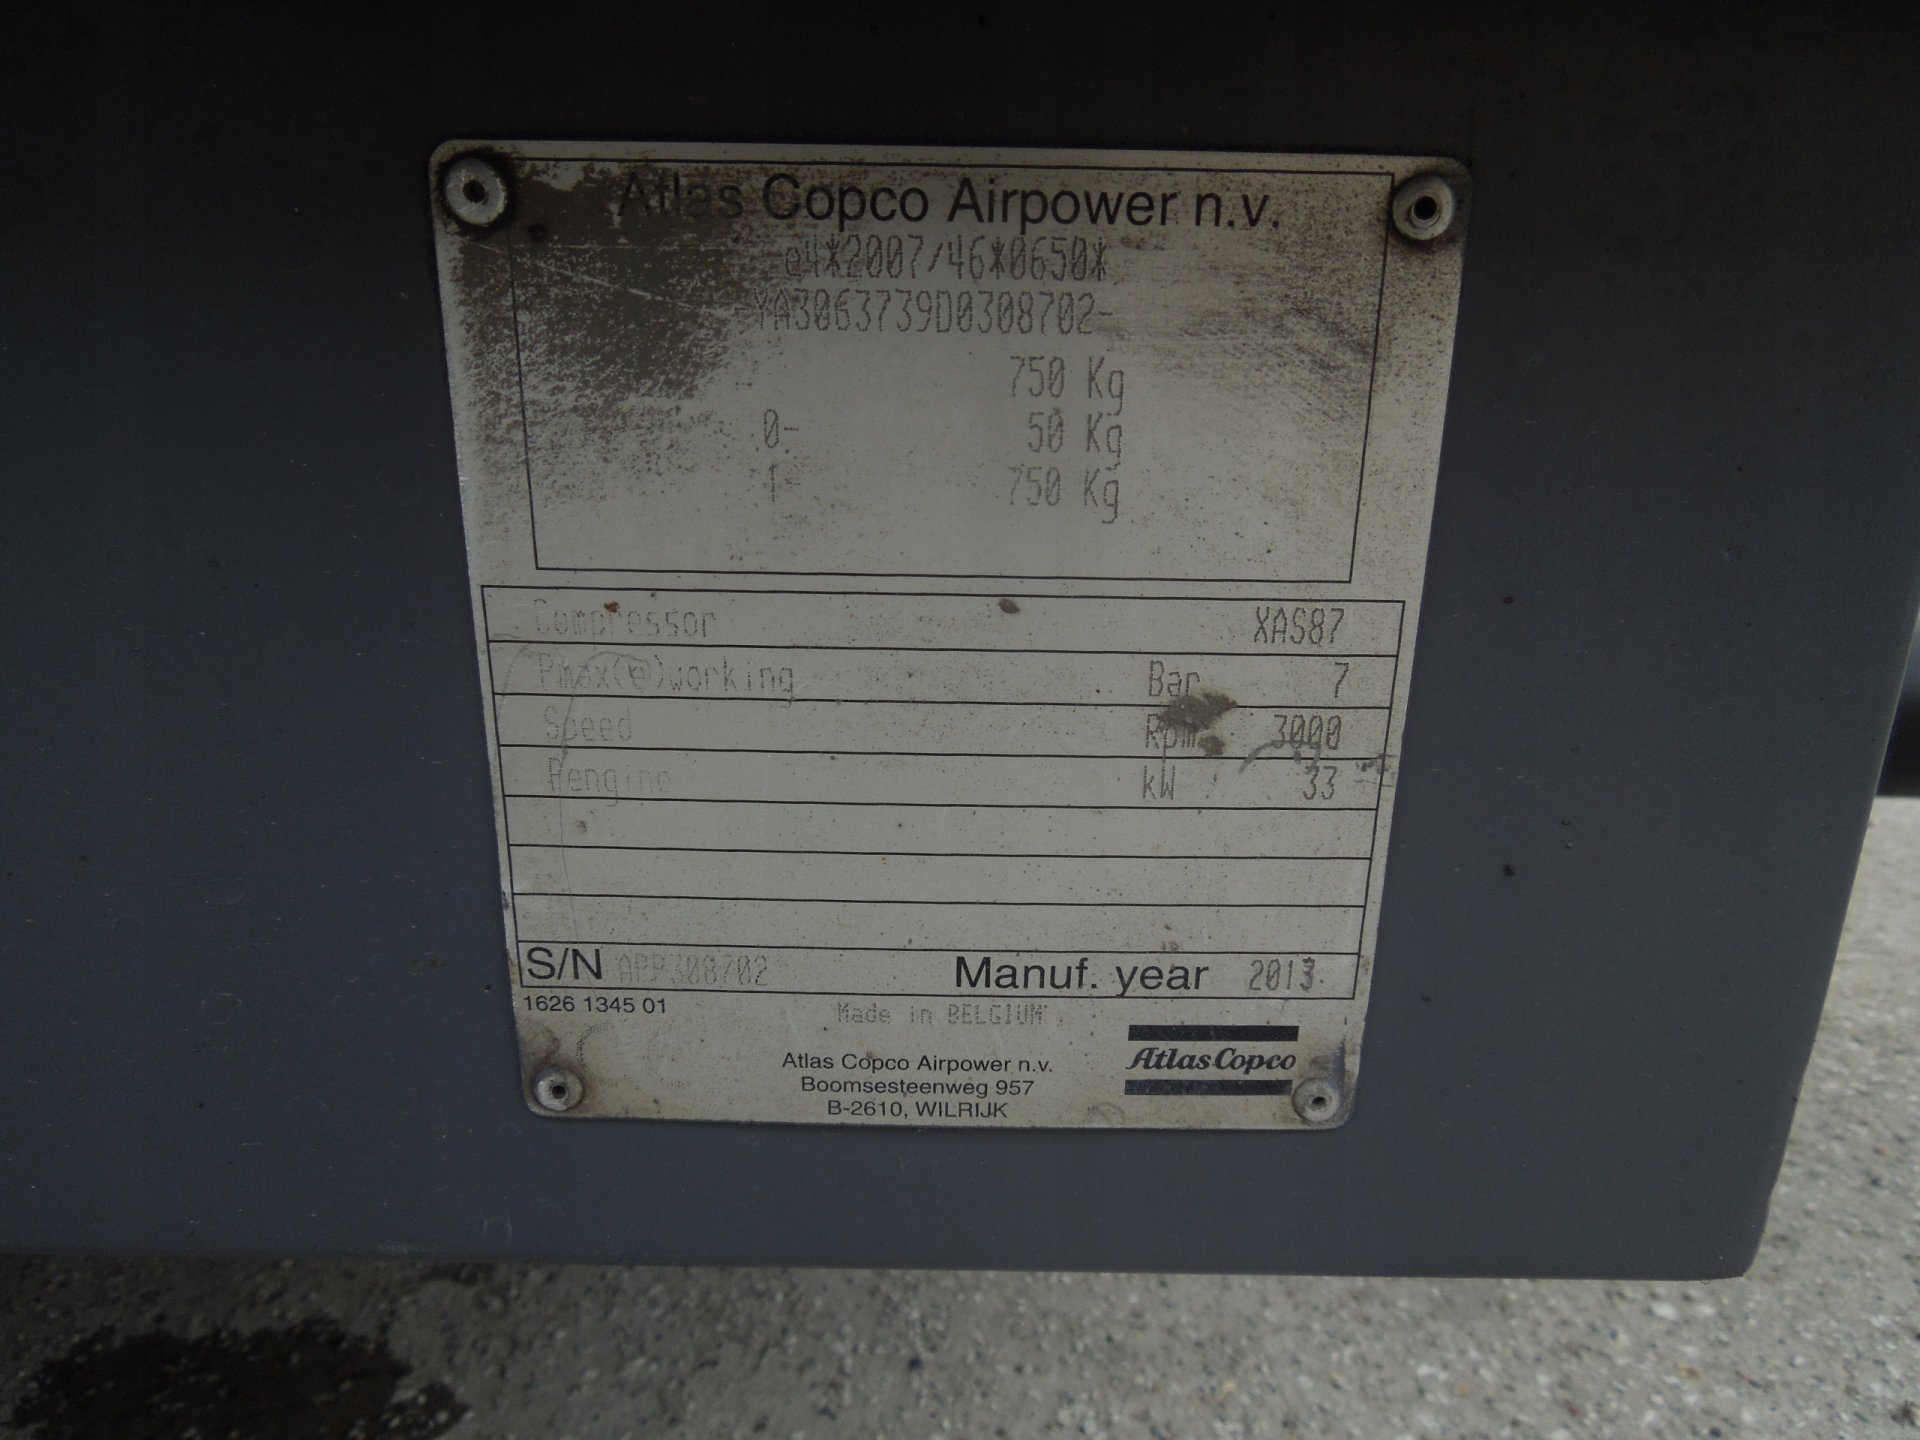 Atlas Copco Airpower n.v.
e4*2007/46*0650*
YA3063739D0308702-
750 Kg
0- 50 Kg
1- 750 Kg
Compressor XAS87
Pmax(e)working Bar 7
Speed Rpm 3000
Pengine kW 33
S/N APP308702 Manuf. year 2013
1626 1345 01
Made in BELGIUM
Atlas Copco Airpower n.v.
Boomsesteenweg 957
B-2610, WILRIJK
Atlas Copco